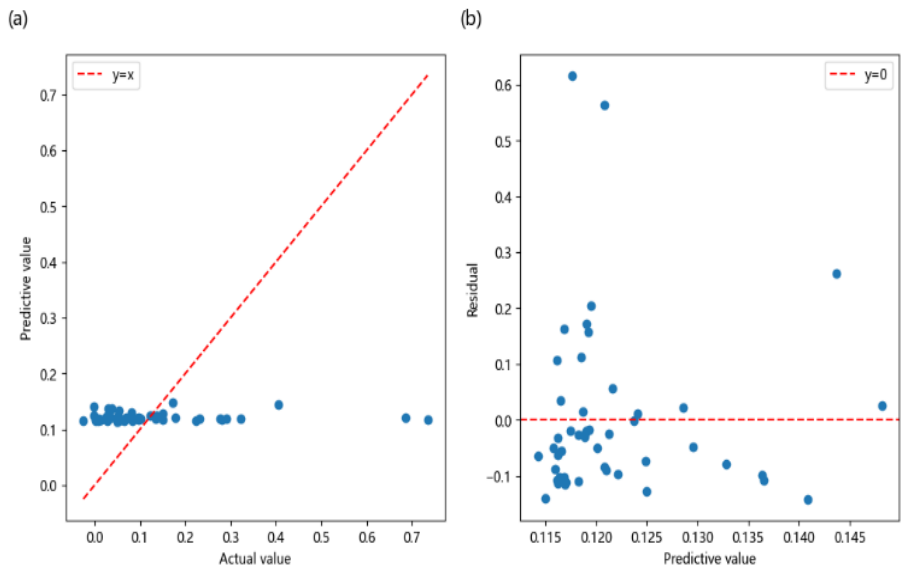 (a)
y=x
Predictive value
0.7
0.6
0.5
0.4
0.3
0.2
0.1
0.0
0.0 0.1 0.2 0.3 0.4 0.5 0.6 0.7
Actual value
(b)
y=0
Residual
0.6
0.5
0.4
0.3
0.2
0.1
0.0
−0.1
0.115 0.120 0.125 0.130 0.135 0.140 0.145
Predictive value